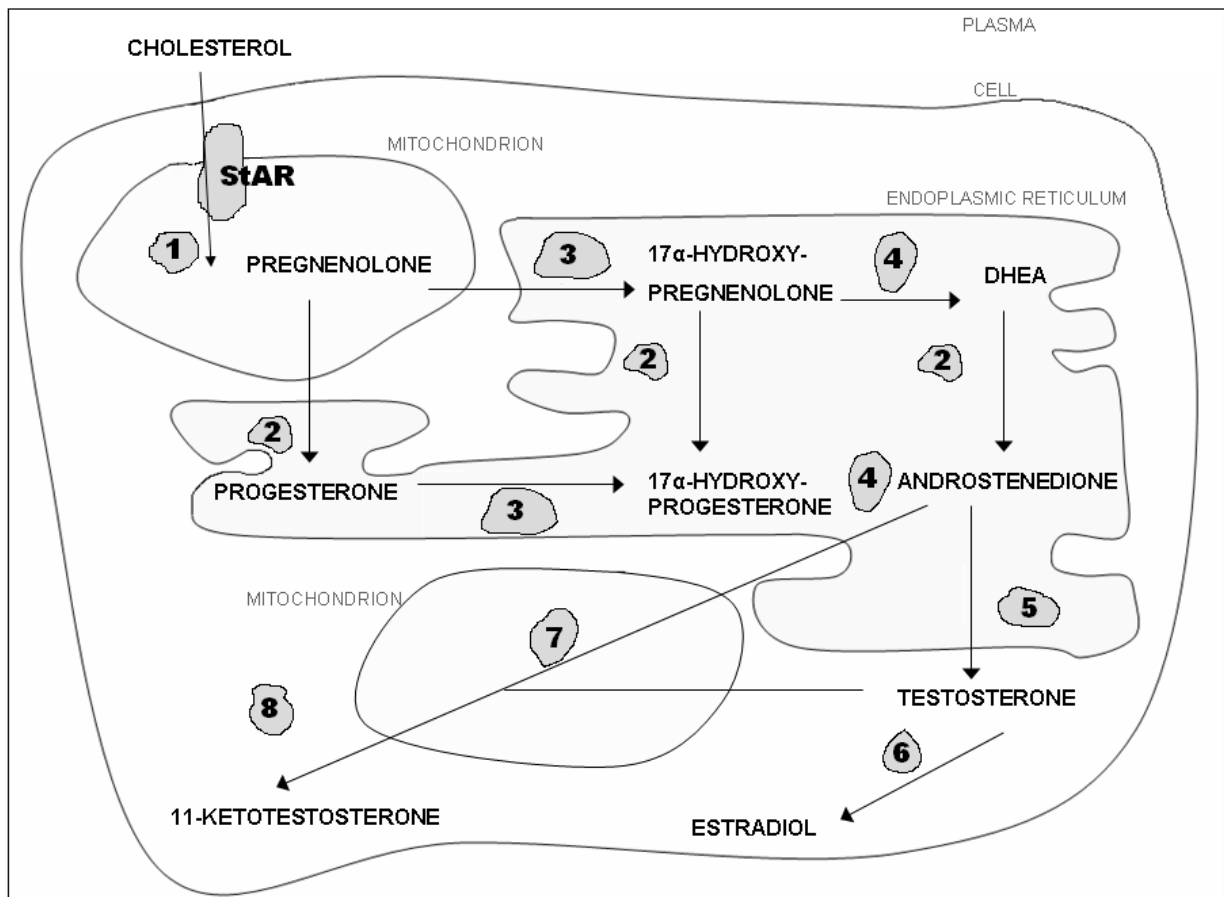 PLASMA
CHOLESTEROL
CELL
MITOCHONDRION
StAR
ENDOPLASMIC RETICULUM
1
PREGNENOLONE
3
17α-HYDROXY-
PREGNENOLONE
4
DHEA
2
2
2
PROGESTERONE
3
17α-HYDROXY-
PROGESTERONE
4
ANDROSTENEDIONE
MITOCHONDRION
5
7
8
TESTOSTERONE
6
11-KETOTESTOSTERONE
ESTRADIOL